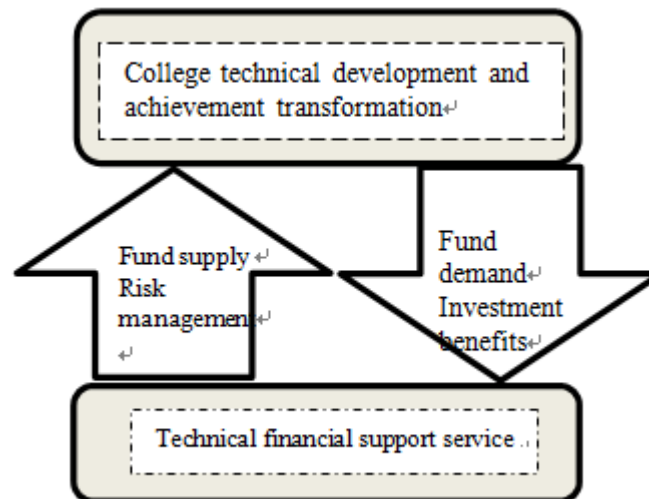 College technical development and
achievement transformation↵
Fund supply ↵
Risk
management↵
↵
Fund
demand↵
Investment
benefits↵
Technical financial support service .↓